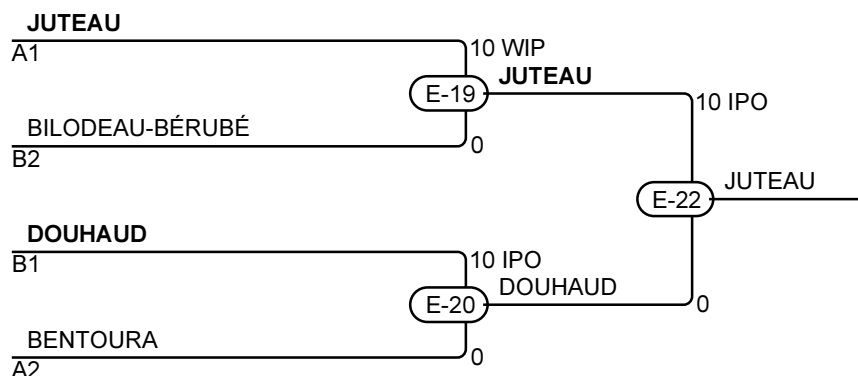 JUTEAU
A1
10 WIP
E-19
JUTEAU
BILODEAU-BÉRUBÉ
B2
0
10 IPO
E-22
JUTEAU
DOUHAUD
B1
10 IPO
E-20
DOUHAUD
0
BENTOURA
A2
0